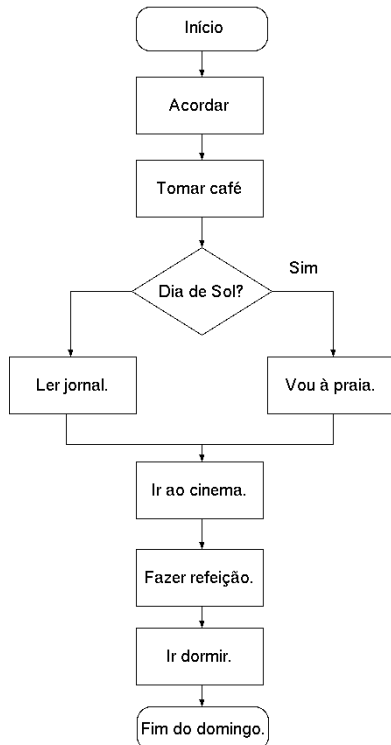 Início
Acordar
Tomar café
Dia de Sol?
Sim
Ler jornal.
Vou à praia.
Ir ao cinema.
Fazer refeição.
Ir dormir.
Fim do domingo.